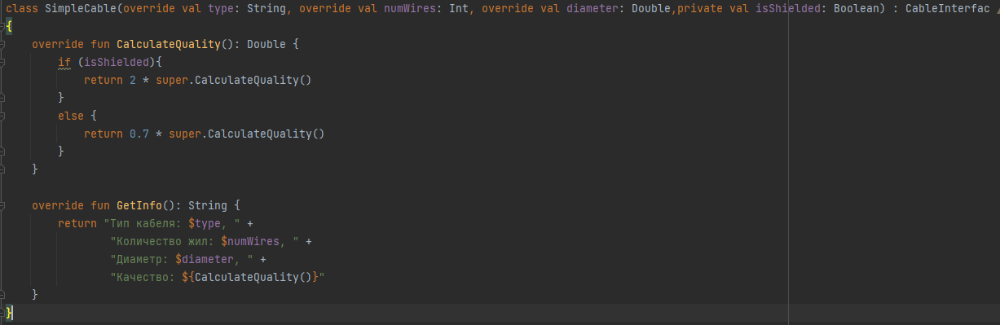 class SimpleCable(override val type: String, override val numWires: Int, override val diameter: Double,private val isShielded: Boolean) : CableInterfac
{
override fun CalculateQuality(): Double {
if (isShielded){
return 2 * super.CalculateQuality()
}
else {
return 0.7 * super.CalculateQuality()
}
}
override fun GetInfo(): String {
return "Тип кабеля: $type, " +
"Количество жил: $numWires, " +
"Диаметр: $diameter, " +
"Качество: ${CalculateQuality()}"
}
}